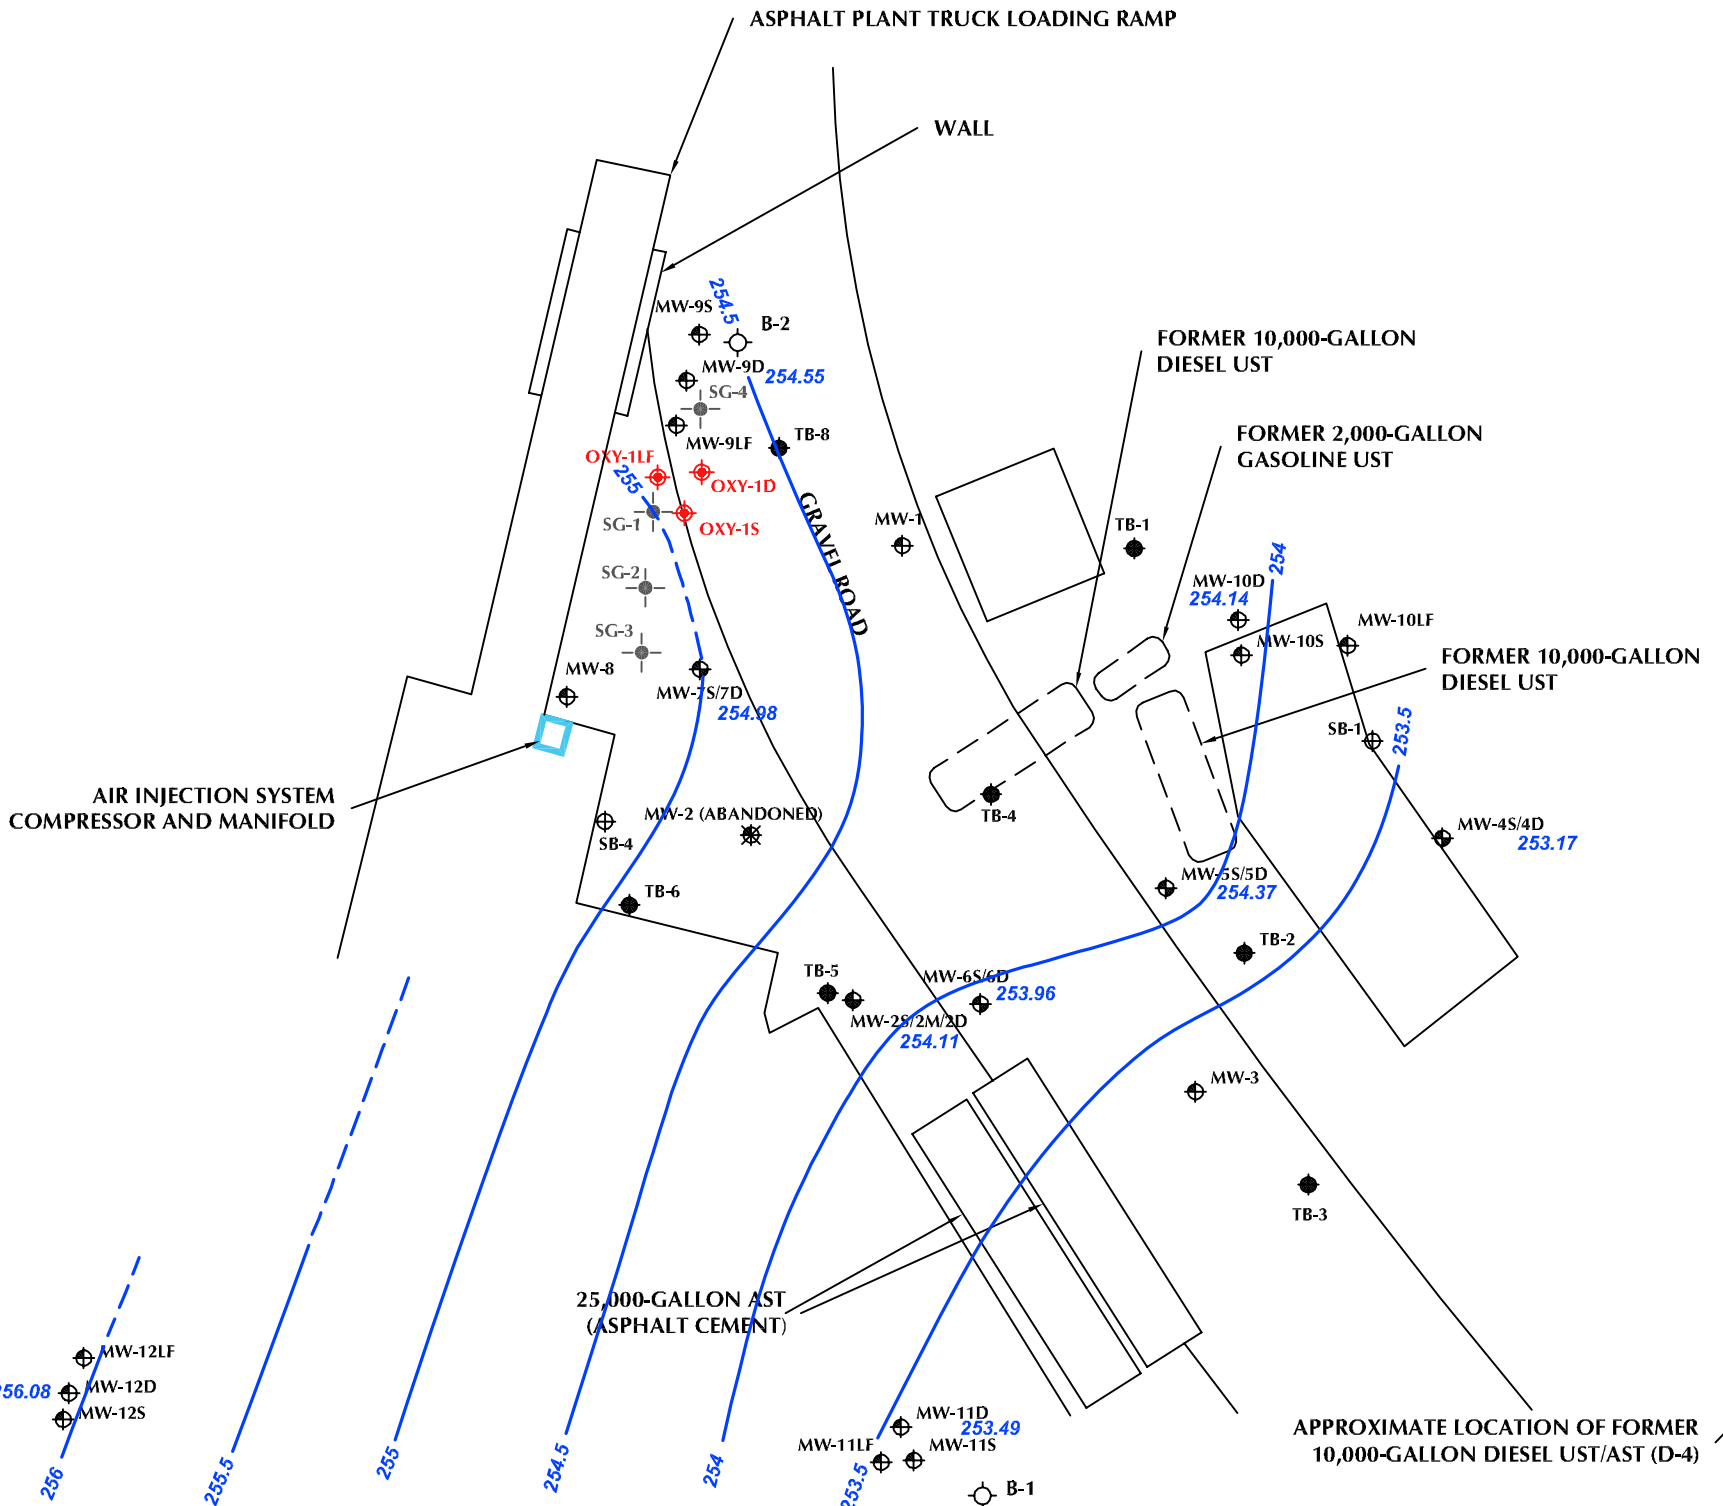 ASPHALT PLANT TRUCK LOADING RAMP
WALL
254.5
MW-9S
B-2
MW-9D
254.55
SG-4
MW-9LF
TB-8
OXY-1LF
255
OXY-1D
SG-1
OXY-1S
GRAVEL ROAD
MW-1
TB-1
SG-2
SG-3
MW-8
MW-7S/7D
254.98
FORMER 10,000-GALLON
DIESEL UST
FORMER 2,000-GALLON
GASOLINE UST
254
MW-10D
254.14
MW-10LF
MW-10S
FORMER 10,000-GALLON
DIESEL UST
SB-1
253.5
AIR INJECTION SYSTEM
COMPRESSOR AND MANIFOLD
MW-2 (ABANDONED)
SB-4
TB-4
MW-4S/4D
253.17
TB-6
MW-5S/5D
254.37
TB-2
TB-5
MW-6S/6D
253.96
MW-2S/2M/2D
254.11
MW-3
TB-3
25,000-GALLON AST
(ASPHALT CEMENT)
MW-12LF
256.08
MW-12D
MW-12S
MW-11D
253.49
MW-11LF
MW-11S
B-1
APPROXIMATE LOCATION OF FORMER
10,000-GALLON DIESEL UST/AST (D-4)
256
255.5
255
254.5
254
253.5